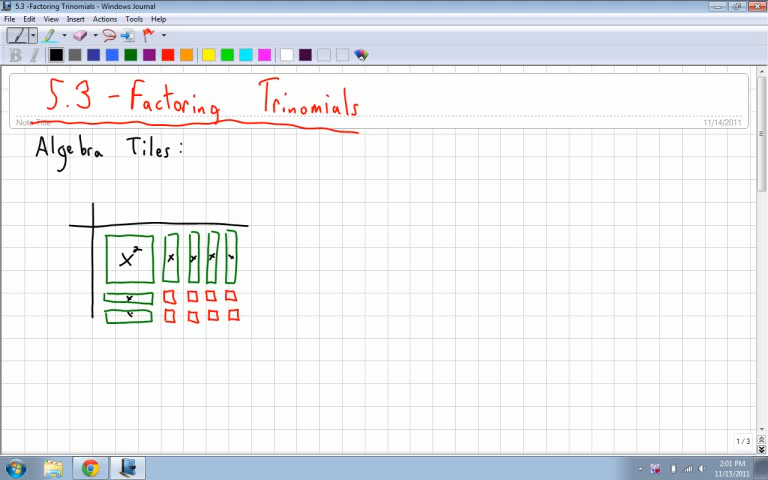 5.3 -Factoring Trinomials - Windows Journal
File Edit View Insert Actions Tools Help
B I
5.3 - Factoring Trinomials
Note Title
11/14/2011
Algebra Tiles:
x² x x x x
x
x
1 / 3
2:01 PM
11/15/2011